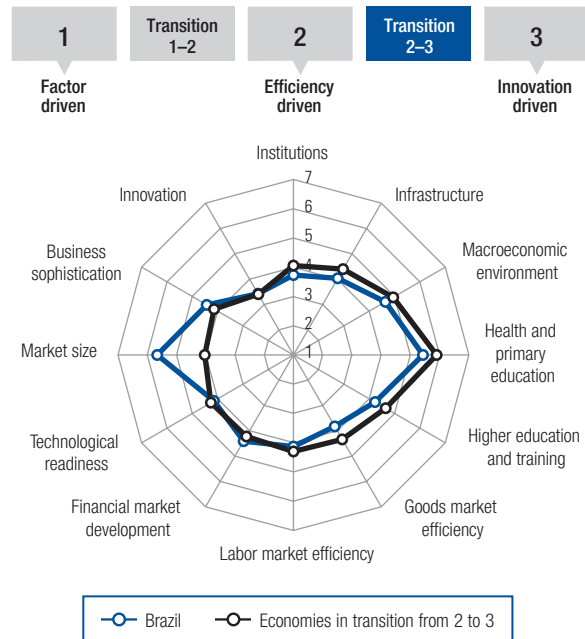 1
Transition
1–2
2
Transition
2–3
3
Factor
driven
Efficiency
driven
Innovation
driven
Institutions
7
6
5
4
3
2
1
Infrastructure
Macroeconomic
environment
Health and
primary
education
Higher education
and training
Goods market
efficiency
Labor market efficiency
Financial market
development
Technological
readiness
Market size
Business
sophistication
Innovation
Brazil
Economies in transition from 2 to 3